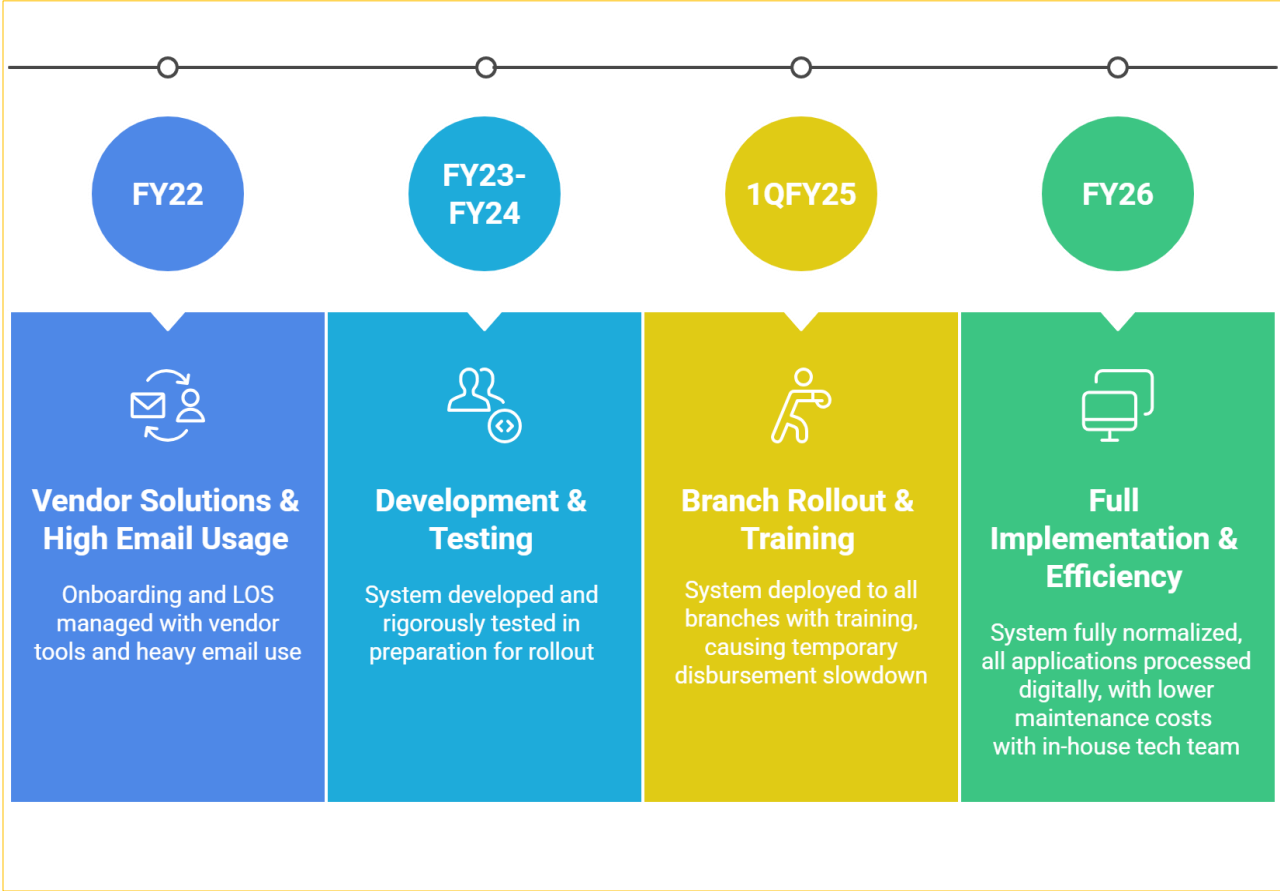 FY22
FY23-
FY24
1QFY25
FY26
Vendor Solutions &
High Email Usage
Onboarding and LOS
managed with vendor
tools and heavy email use
Development &
Testing
System developed and
rigorously tested in
preparation for rollout
Branch Rollout &
Training
System deployed to all
branches with training,
causing temporary
disbursement slowdown
Full
Implementation &
Efficiency
System fully normalized,
all applications processed
digitally, with lower
maintenance costs
with in-house tech team